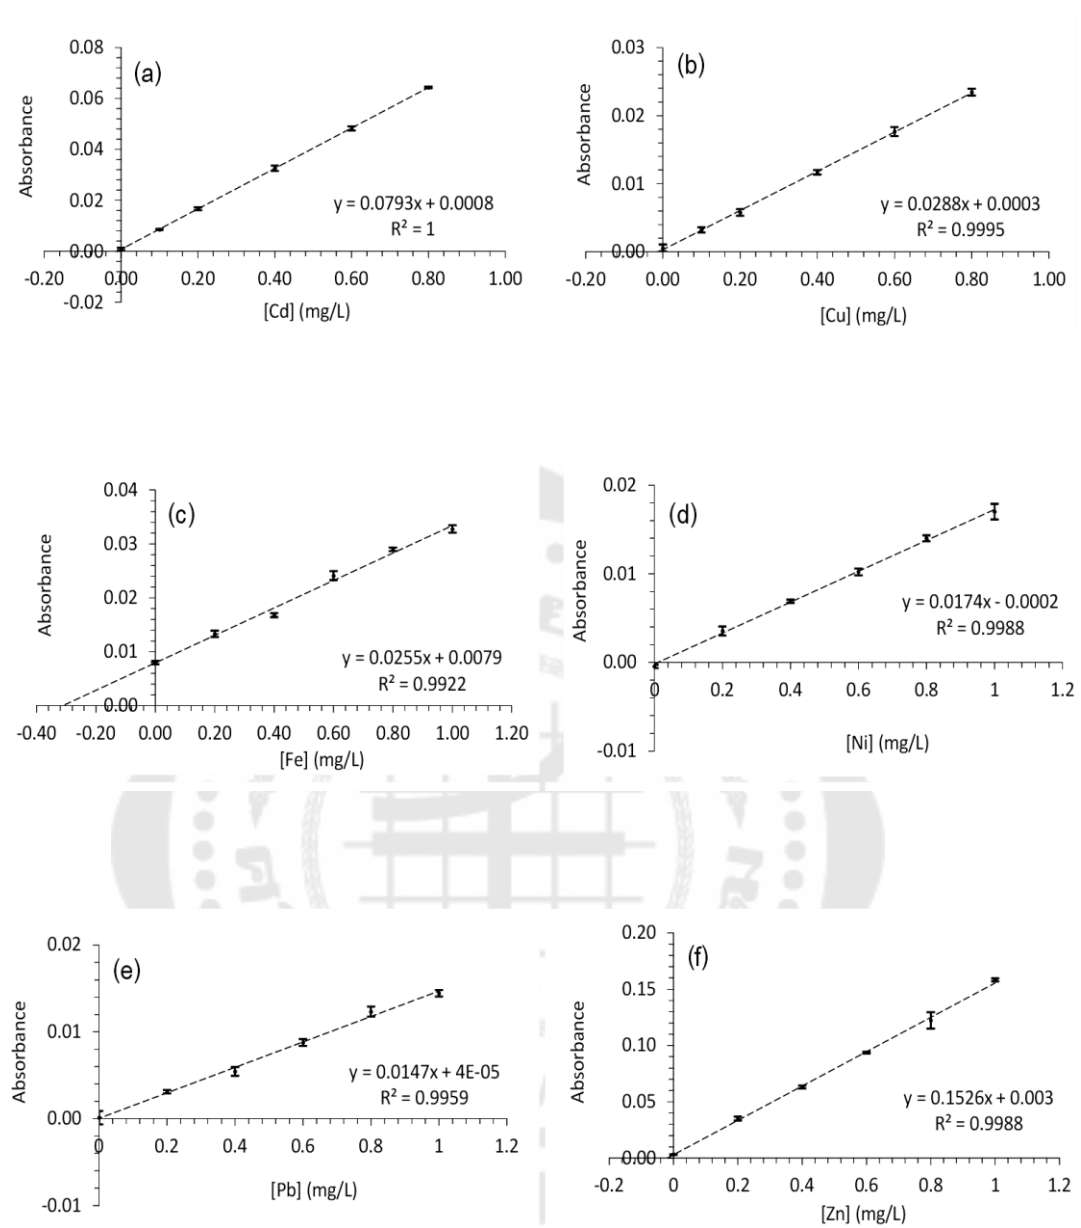 (a)
Absorbance
0.08
0.06
0.04
0.02
0.00
-0.02
y = 0.0793x + 0.0008
R² = 1
-0.20 0.00 0.20 0.40 0.60 0.80 1.00
[Cd] (mg/L)
(b)
Absorbance
0.03
0.02
0.01
0.00
y = 0.0288x + 0.0003
R² = 0.9995
-0.20 0.00 0.20 0.40 0.60 0.80 1.00
[Cu] (mg/L)
(c)
Absorbance
0.04
0.03
0.02
0.01
0.00
y = 0.0255x + 0.0079
R² = 0.9922
-0.40 -0.20 0.00 0.20 0.40 0.60 0.80 1.00 1.20
[Fe] (mg/L)
(d)
Absorbance
0.02
0.01
0.00
-0.01
y = 0.0174x - 0.0002
R² = 0.9988
0 0.2 0.4 0.6 0.8 1 1.2
[Ni] (mg/L)
(e)
Absorbance
0.02
0.01
0.00
-0.01
y = 0.0147x + 4E-05
R² = 0.9959
0 0.2 0.4 0.6 0.8 1 1.2
[Pb] (mg/L)
(f)
Absorbance
0.20
0.15
0.10
0.05
0.00
y = 0.1526x + 0.003
R² = 0.9988
-0.2 0 0.2 0.4 0.6 0.8 1 1.2
[Zn] (mg/L)